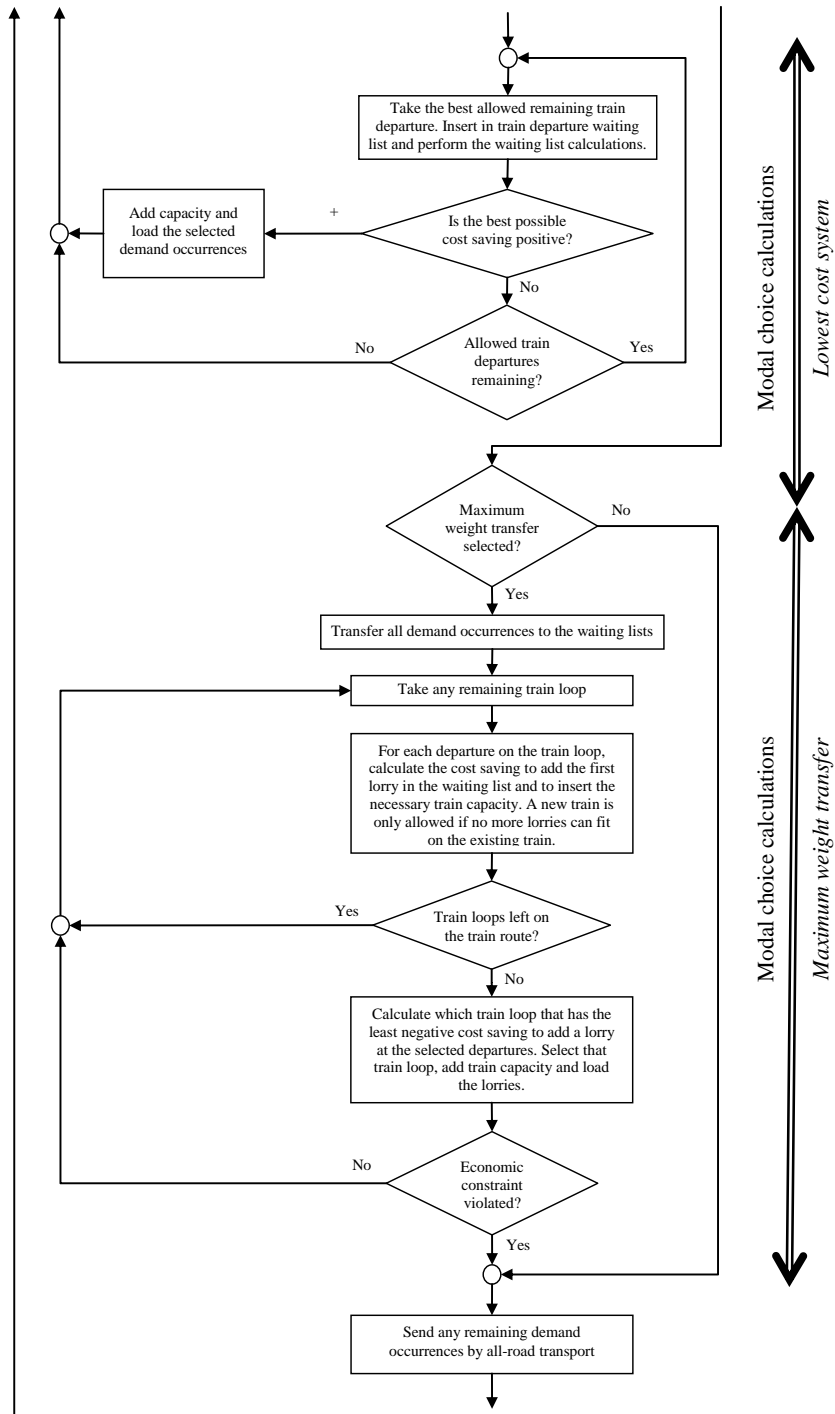 Take the best allowed remaining train
departure. Insert in train departure waiting
list and perform the waiting list calculations.
Add capacity and
load the selected
demand occurrences
+
Is the best possible
cost saving positive?
No
No
Allowed train
departures
remaining?
Yes
Modal choice calculations
Lowest cost system
Maximum
weight transfer
selected?
No
Yes
Transfer all demand occurrences to the waiting lists
Take any remaining train loop
For each departure on the train loop,
calculate the cost saving to add the first
lorry in the waiting list and to insert the
necessary train capacity. A new train is
only allowed if no more lorries can fit
on the existing train.
Yes
Train loops left on
the train route?
No
Calculate which train loop that has the
least negative cost saving to add a lorry
at the selected departures. Select that
train loop, add train capacity and load
the lorries.
No
Economic
constraint
violated?
Yes
Modal choice calculations
Maximum weight transfer
Send any remaining demand
occurrences by all-road transport